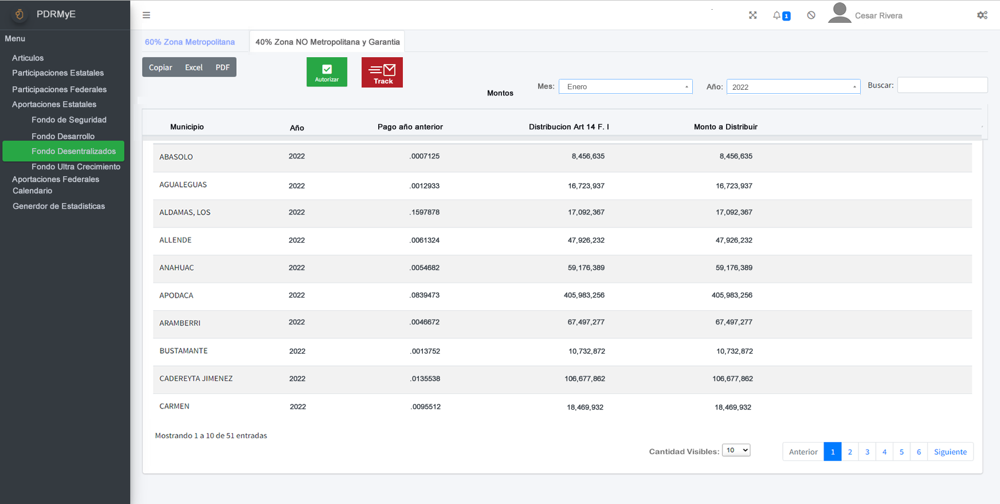 PDRMyE
1
Cesar Rivera
Menu
Articulos
Participaciones Estatales
Participaciones Federales
Aportaciones Estatales
Fondo de Seguridad
Fondo Desarrollo
Fondo Desentralizados
Fondo Ultra Crecimiento
Aportaciones Federales
Calendario
Generdor de Estadisticas
60% Zona Metropolitana
40% Zona NO Metropolitana y Garantia
Copiar Excel PDF
Autorizar
Track
Montos
Mes: Enero
Año: 2022
Buscar:
Municipio Año Pago año anterior Distribucion Art 14 F. I Monto a Distribuir
ABASOLO 2022 .0007125 8,456,635 8,456,635
AGUALEGUAS 2022 .0012933 16,723,937 16,723,937
ALDAMAS, LOS 2022 .1597878 17,092,367 17,092,367
ALLENDE 2022 .0061324 47,926,232 47,926,232
ANAHUAC 2022 .0054682 59,176,389 59,176,389
APODACA 2022 .0839473 405,983,256 405,983,256
ARAMBERRI 2022 .0046672 67,497,277 67,497,277
BUSTAMANTE 2022 .0013752 10,732,872 10,732,872
CADEREYTA JIMENEZ 2022 .0135538 106,677,862 106,677,862
CARMEN 2022 .0095512 18,469,932 18,469,932
Mostrando 1 a 10 de 51 entradas
Cantidad Visibles: 10
Anterior 1 2 3 4 5 6 Siguiente